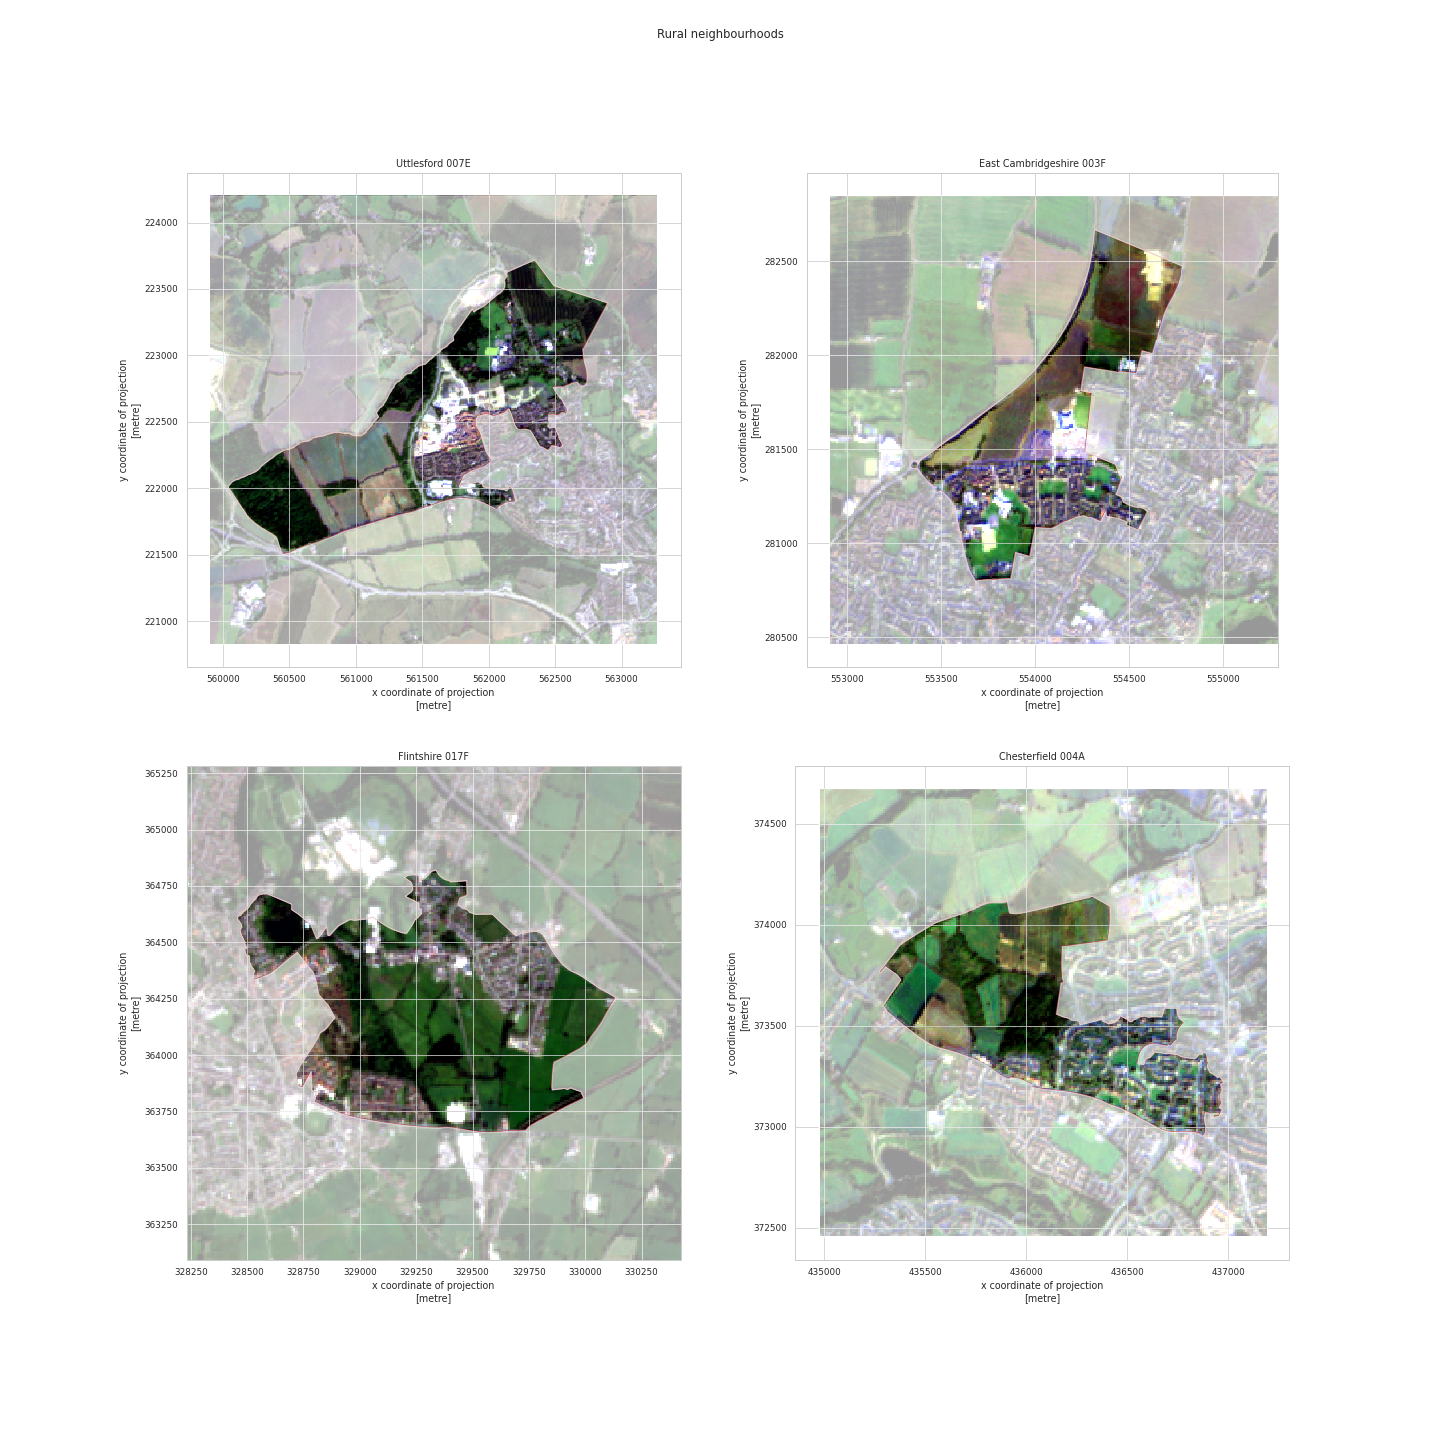 Rural neighbourhoods
Uttlesford 007E
224000
223500
223000
222500
222000
221500
221000
y coordinate of projection
[metre]
560000 560500 561000 561500 562000 562500 563000
x coordinate of projection
[metre]
East Cambridgeshire 003F
282500
282000
281500
281000
280500
y coordinate of projection
[metre]
553000 553500 554000 554500 555000
x coordinate of projection
[metre]
Flintshire 017F
365250
365000
364750
364500
364250
364000
363750
363500
363250
y coordinate of projection
[metre]
328250 328500 328750 329000 329250 329500 329750 330000 330250
x coordinate of projection
[metre]
Chesterfield 004A
374500
374000
373500
373000
372500
y coordinate of projection
[metre]
435000 435500 436000 436500 437000
x coordinate of projection
[metre]